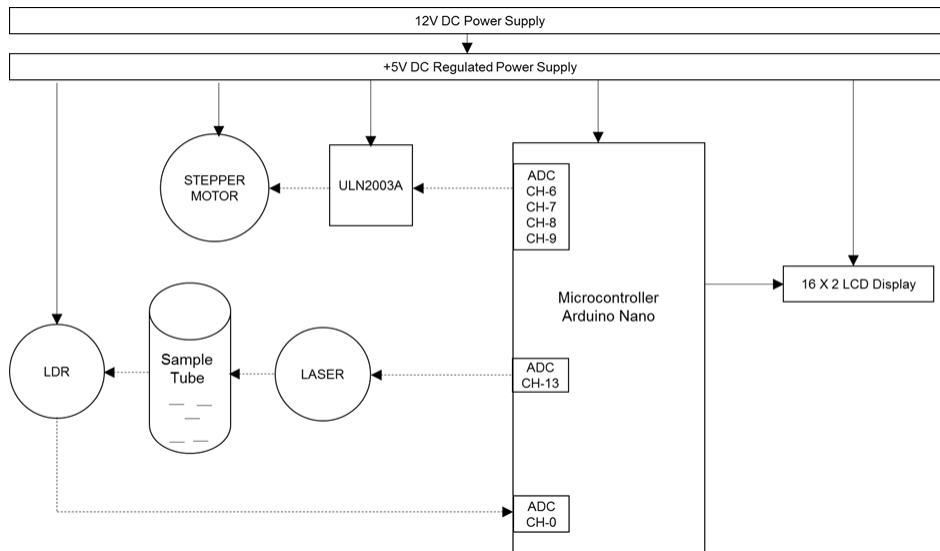 12V DC Power Supply
+5V DC Regulated Power Supply
STEPPER
MOTOR
ULN2003A
ADC
CH-6
CH-7
CH-8
CH-9
Microcontroller
Arduino Nano
16 X 2 LCD Display
LDR
Sample
Tube
LASER
ADC
CH-13
ADC
CH-0